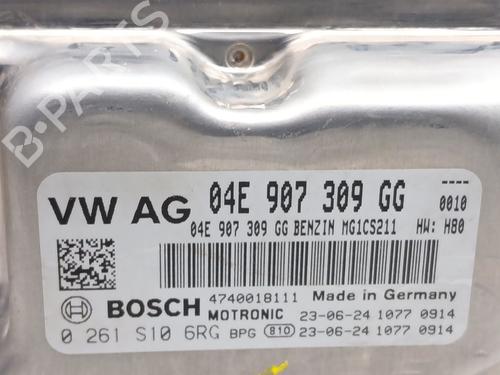 B-PARTS
VW AG 04E 907 309 GG ----
0010
04E 907 309 GG BENZIN MG1CS211 HW: H80
BOSCH 4740018111 Made in Germany
MOTRONIC 23-06-24 1077 0914
0 261 S10 6RG BPG 810 23-06-24 1077 0914